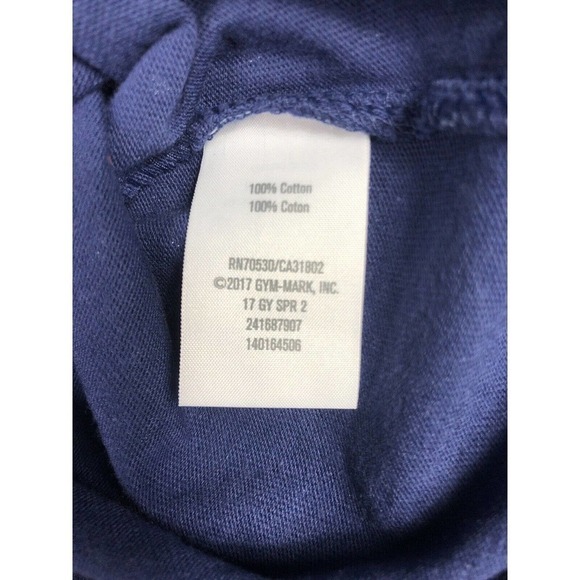 100% Cotton
100% Coton
RN70530/CA31802
©2017 GYM-MARK, INC.
17 GY SPR 2
241687907
140164506